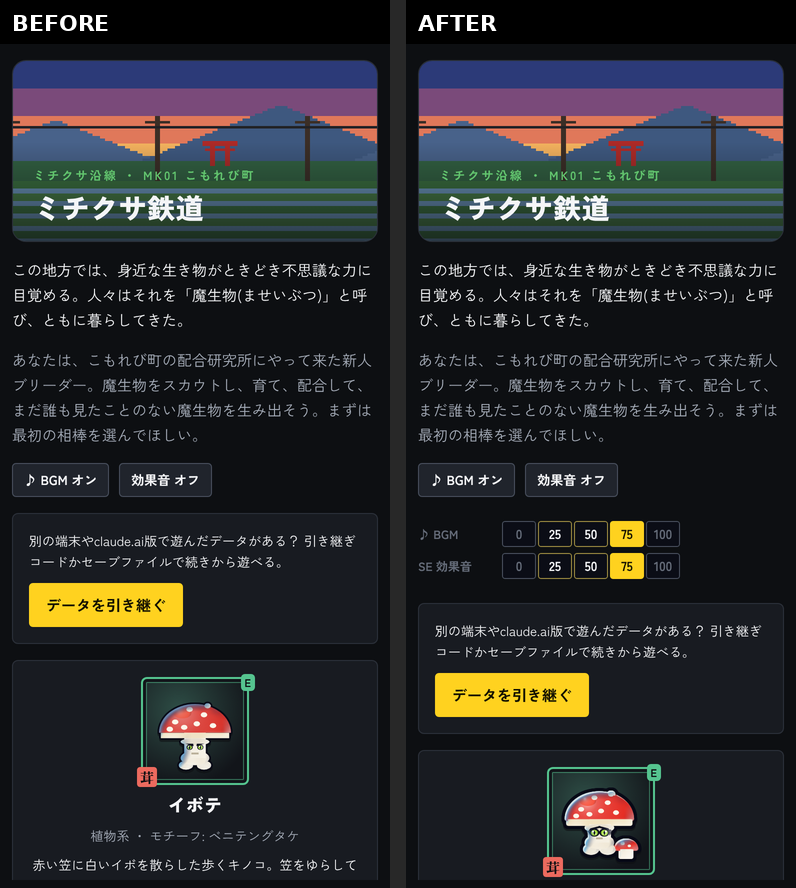 BEFORE
ミチクサ沿線 ・ MK01 こもれび町
ミチクサ鉄道
この地方では、身近な生き物がときどき不思議な力に
目覚める。人々はそれを「魔生物(ませいぶつ)」と呼
び、ともに暮らしてきた。
あなたは、こもれび町の配合研究所にやって来た新人
ブリーダー。魔生物をスカウトし、育て、配合して、
まだ誰も見たことのない魔生物を生み出そう。まずは
最初の相棒を選んでほしい。
♪ BGM オン
効果音 オフ
別の端末やclaude.ai版で遊んだデータがある? 引き継ぎ
コードかセーブファイルで続きから遊べる。
データを引き継ぐ
E
茸
イボテ
植物系 ・ モチーフ: ベニテングタケ
赤い笠に白いイボを散らした歩くキノコ。笠をゆらして
AFTER
ミチクサ沿線 ・ MK01 こもれび町
ミチクサ鉄道
この地方では、身近な生き物がときどき不思議な力に
目覚める。人々はそれを「魔生物(ませいぶつ)」と呼
び、ともに暮らしてきた。
あなたは、こもれび町の配合研究所にやって来た新人
ブリーダー。魔生物をスカウトし、育て、配合して、
まだ誰も見たことのない魔生物を生み出そう。まずは
最初の相棒を選んでほしい。
♪ BGM オン
効果音 オフ
♪ BGM 0 25 50 75 100
SE 効果音 0 25 50 75 100
別の端末やclaude.ai版で遊んだデータがある? 引き継ぎ
コードかセーブファイルで続きから遊べる。
データを引き継ぐ
E
茸